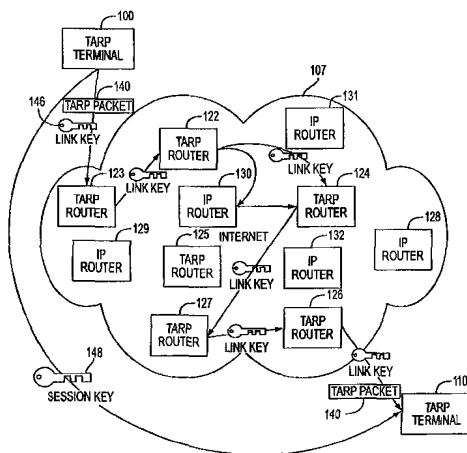 100
TARP
TERMINAL
140
146
TARP PACKET
LINK KEY
107
131
IP
ROUTER
122
TARP
ROUTER
LINK KEY
123
TARP
ROUTER
LINK KEY
130
IP
ROUTER
124
TARP
ROUTER
129
IP
ROUTER
125
TARP
ROUTER
INTERNET
132
IP
ROUTER
128
IP
ROUTER
LINK KEY
127
TARP
ROUTER
LINK KEY
126
TARP
ROUTER
LINK KEY
148
SESSION KEY
TARP PACKET
140
110
TARP
TERMINAL